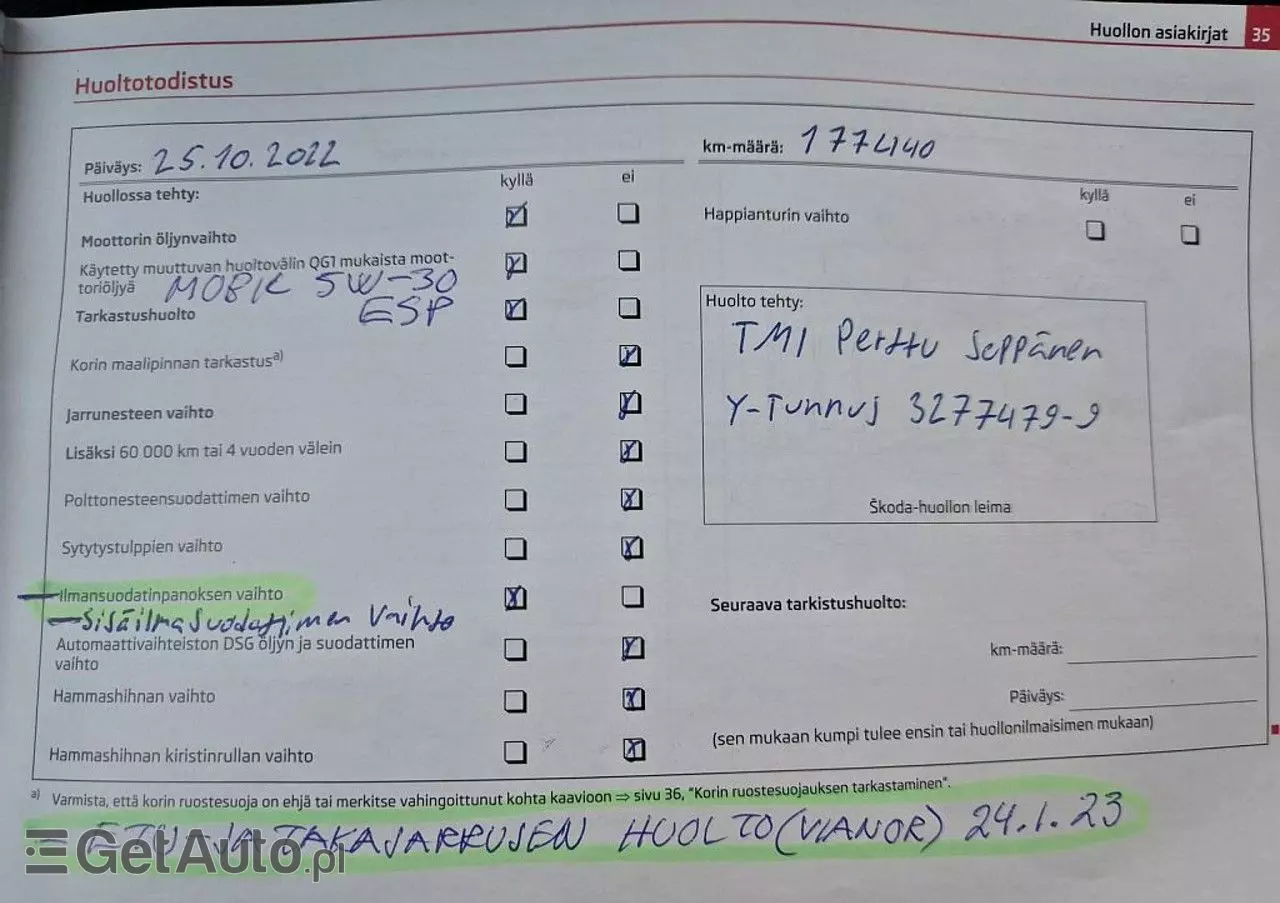 Huollon asiakirjat 35
Huoltotodistus
Päiväys: 25.10.2022
km-määrä: 177440
kyllä ei
Huollossa tehty:
kyllä ei
Happianturin vaihto
Moottorin öljynvaihto
Käytetty muuttuvan huoltovälin QG1 mukaista moot-
toriöljyä 5W-30
Tarkastushuolto ESP
Korin maalipinnan tarkastus a)
Jarrunesteen vaihto
Lisäksi 60 000 km tai 4 vuoden välein
Polttonesteensuodattimen vaihto
Sytytystulppien vaihto
Ilmansuodatinpanoksen vaihto
-Sisäilmasuodattimen Vaihto
Automaattivaihteiston DSG öljyn ja suodattimen
vaihto
Hammashihnan vaihto
Hammashihnan kiristinrullan vaihto
Huolto tehty:
TMI Perttu Seppänen
Y-Tunnus 3277479-9
Škoda-huollon leima
Seuraava tarkistushuolto:
km-määrä:
Päiväys:
(sen mukaan kumpi tulee ensin tai huollonilmaisimen mukaan)
a) Varmista, että korin ruostesuoja on ehjä tai merkitse vahingoittunut kohta kaavioon ⇒ sivu 36, "Korin ruostesuojauksen tarkastaminen".
ETU- JA TAKAJARRUJEN HUOLTO (VIANOR) 24.1.23
GetAuto.pl